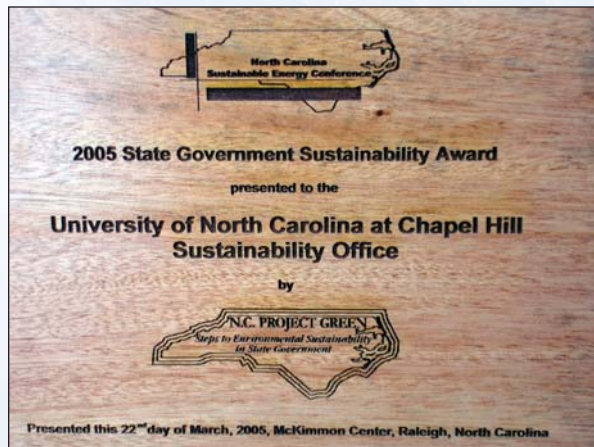 North Carolina
Sustainable Energy Conference
2005 State Government Sustainability Award
presented to the
University of North Carolina at Chapel Hill
Sustainability Office
by
N.C. PROJECT GREEN
Steps to Environmental Sustainability
in State Government
Presented this 22nd day of March, 2005, McKimmon Center, Raleigh, North Carolina